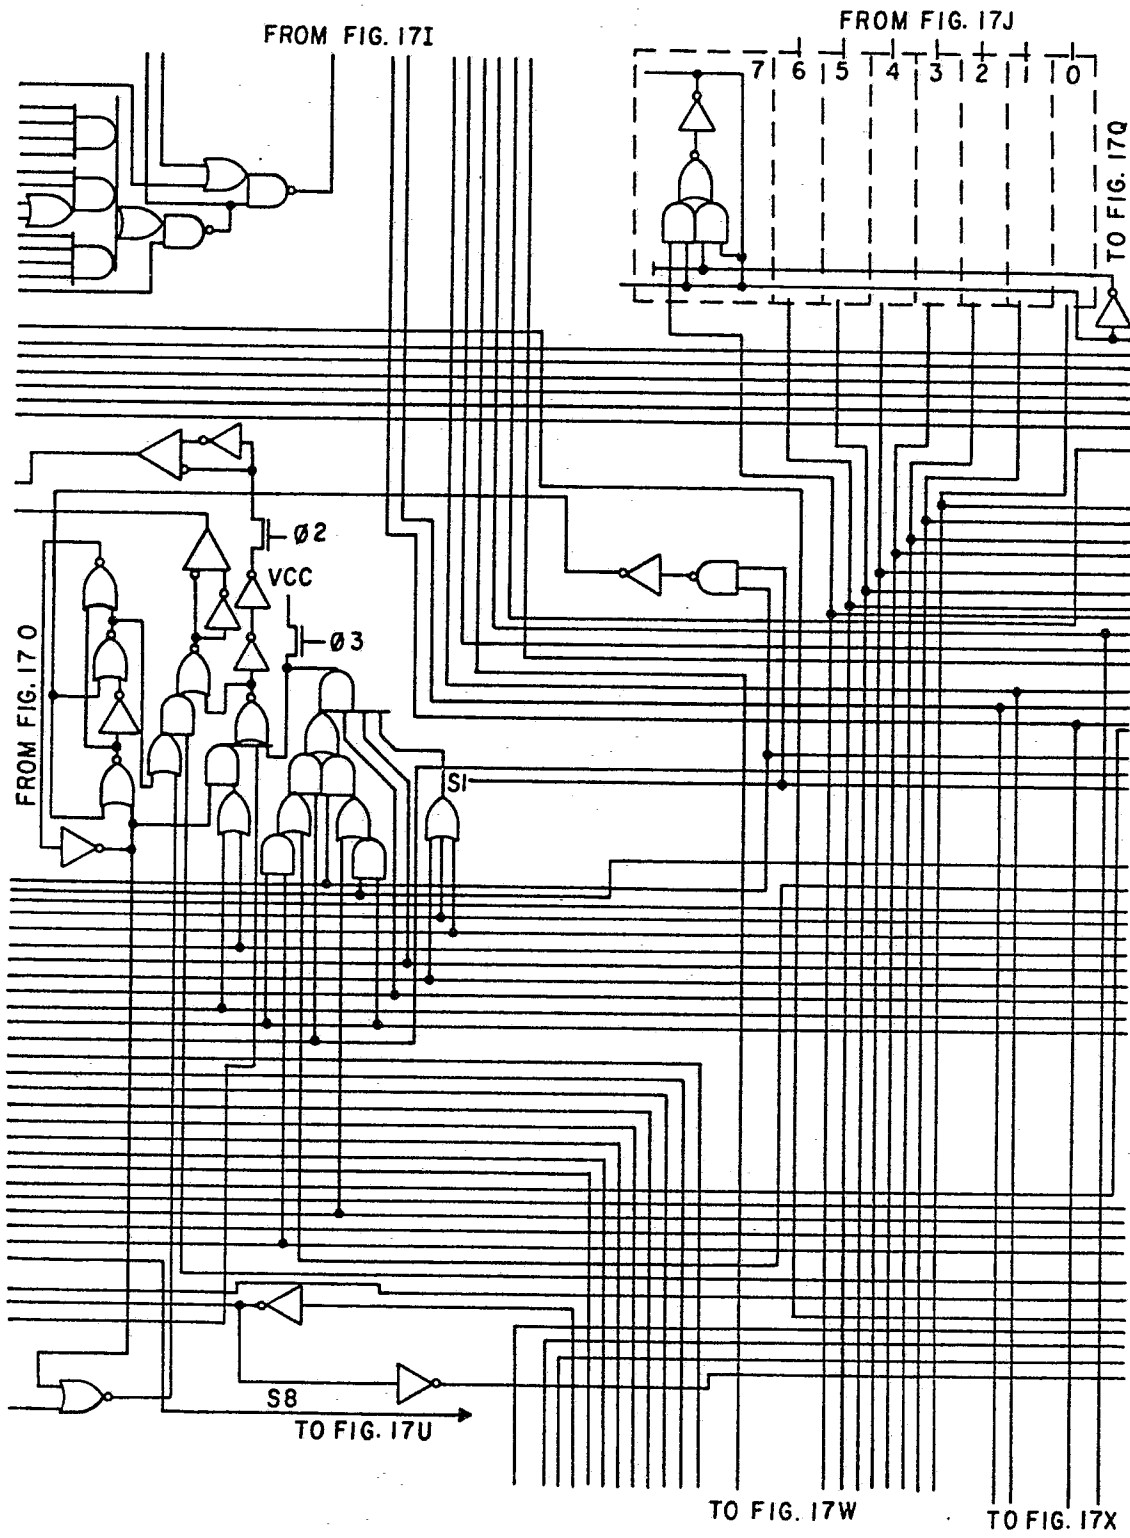 FROM FIG. 17J
FROM FIG. 17I
7 6 5 4 3 2 1 0
TO FIG. 17Q
Ø2
VCC
Ø3
FROM FIG. 17 O
S1
S8
TO FIG. 17U
TO FIG. 17W
TO FIG. 17X